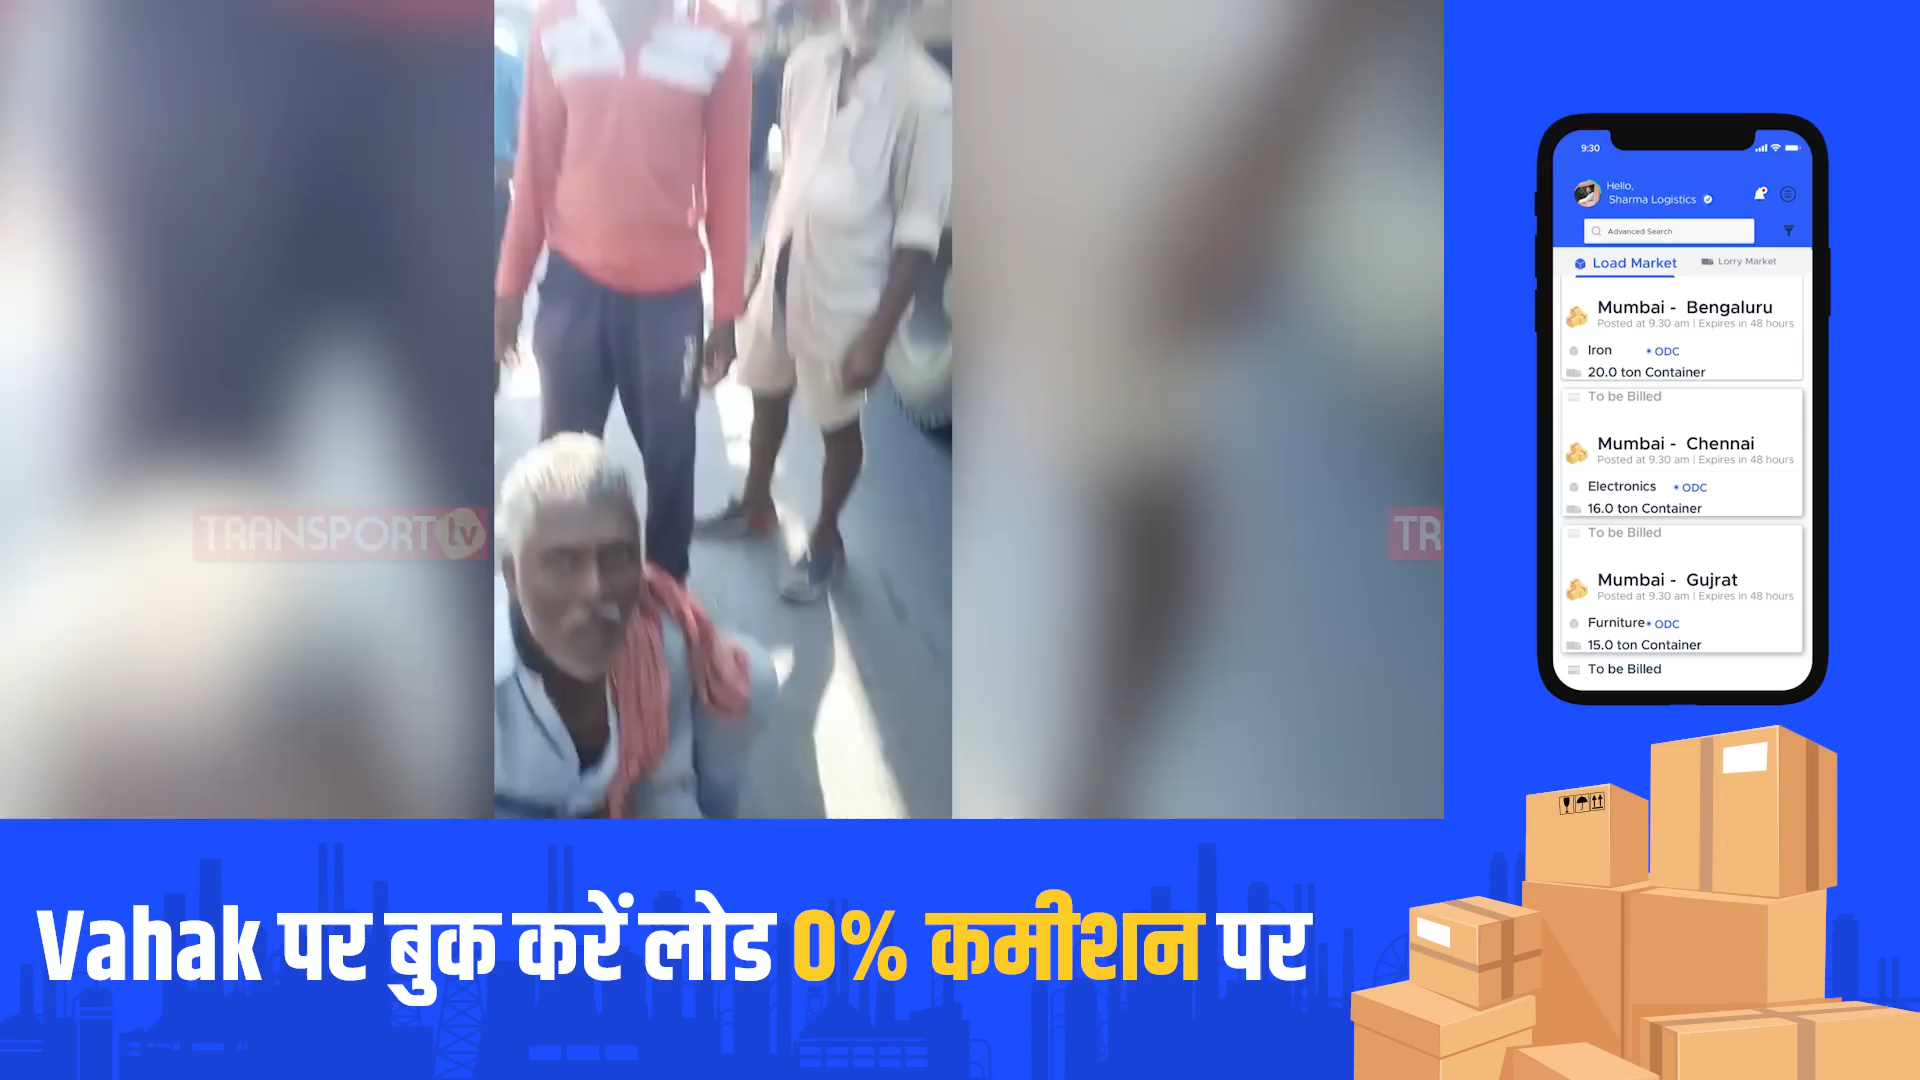 TRANSPORT tv
TR
9:30
Hello,
Sharma Logistics
Advanced Search
Load Market
Lorry Market
Mumbai - Bengaluru
Posted at 9.30 am | Expires in 48 hours
Iron • ODC
20.0 ton Container
To be Billed
Mumbai - Chennai
Posted at 9.30 am | Expires in 48 hours
Electronics • ODC
16.0 ton Container
To be Billed
Mumbai - Gujrat
Posted at 9.30 am | Expires in 48 hours
Furniture • ODC
15.0 ton Container
To be Billed
Vahak पर बुक करें लोड 0% कमीशन पर